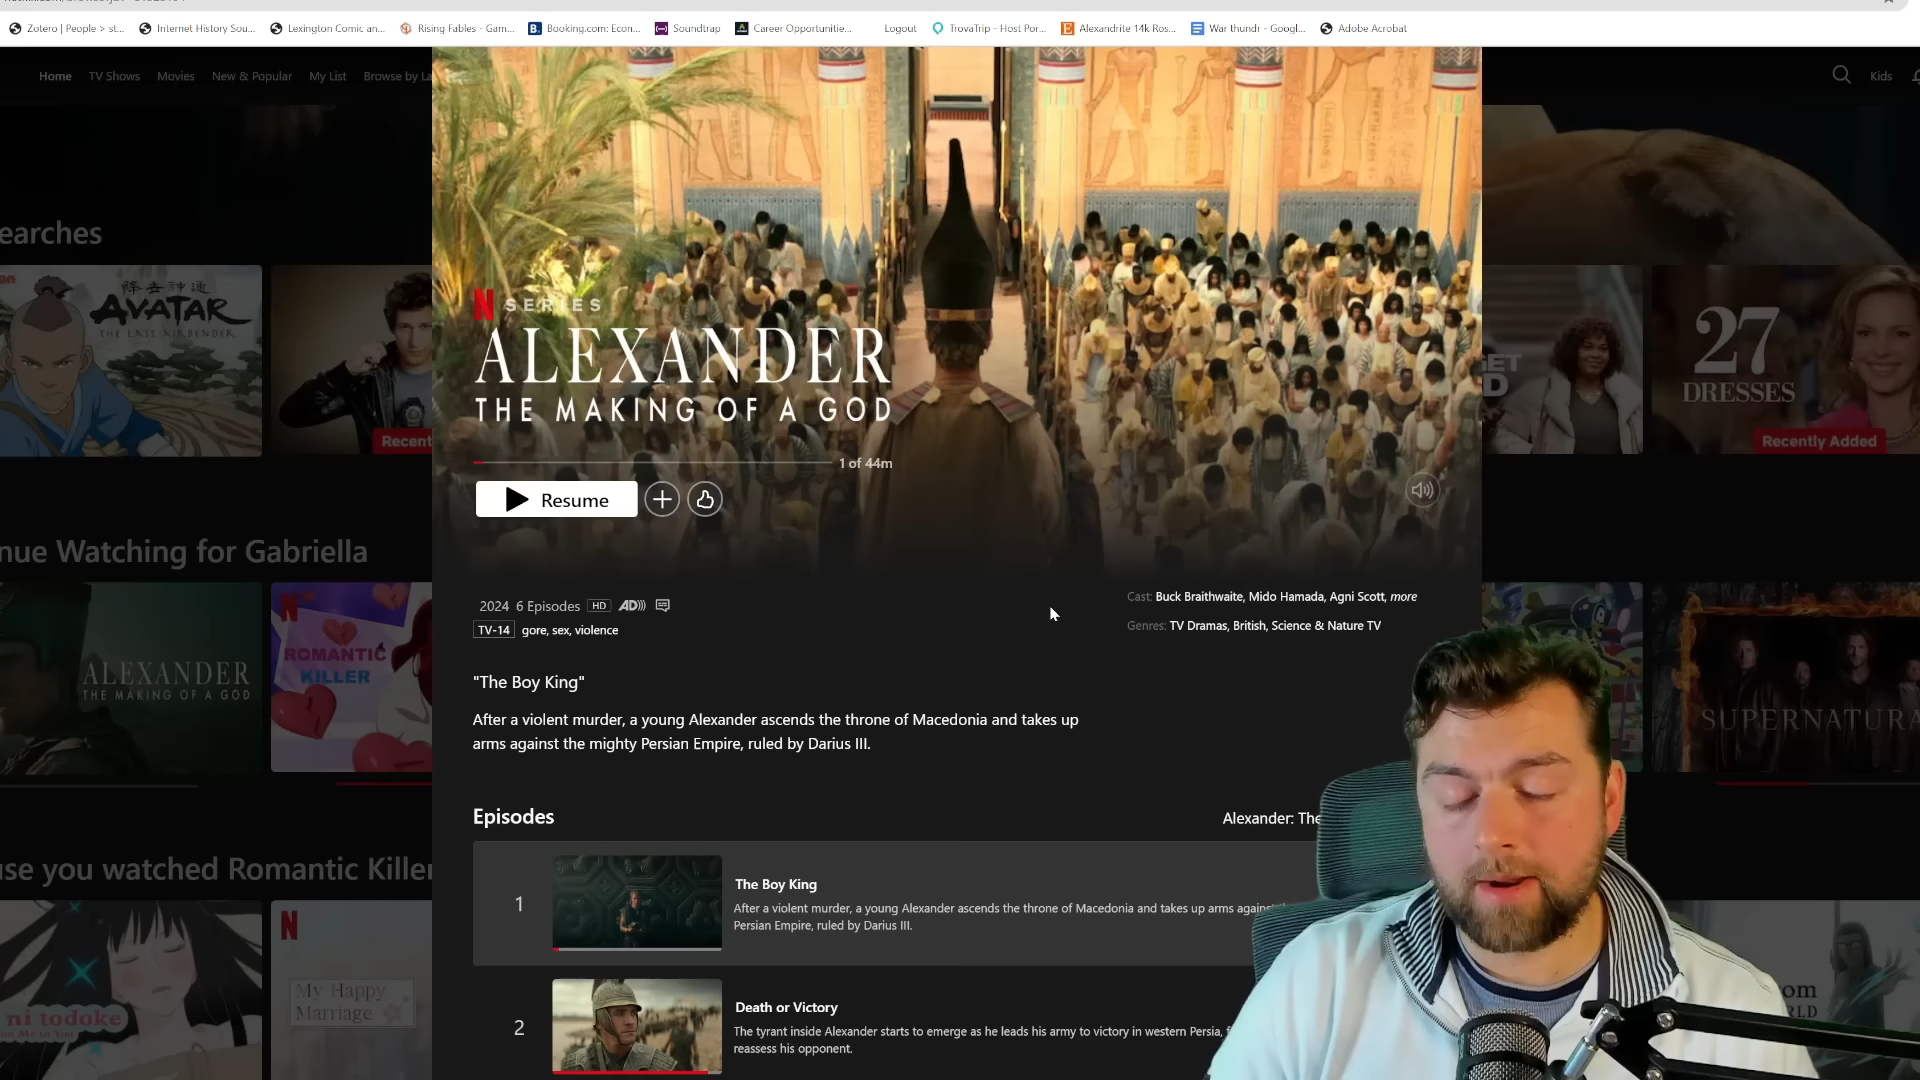 Zotero | People > st...
Internet History Sou...
Lexington Comic an...
Rising Fables - Gam...
Booking.com: Econ...
Soundtrap
Career Opportunitie...
Logout
TrovaTrip - Host Por...
Alexandrite 14k Ros...
War thundr - Googl...
Adobe Acrobat
Home
TV Shows
Movies
New & Popular
My List
Browse by La
Kids
earches
AVATAR
THE LAST AIRBENDER
Recent
N SERIES
ALEXANDER
THE MAKING OF A GOD
1 of 44m
Resume
27
DRESSES
Recently Added
nue Watching for Gabriella
ALEXANDER
THE MAKING OF A GOD
N
ROMANTIC
KILLER
2024 6 Episodes HD AD
TV-14 gore, sex, violence
Cast: Buck Braithwaite, Mido Hamada, Agni Scott, more
Genres: TV Dramas, British, Science & Nature TV
"The Boy King"
After a violent murder, a young Alexander ascends the throne of Macedonia and takes up
arms against the mighty Persian Empire, ruled by Darius III.
SUPERNATURA
Episodes
Alexander: The
1
The Boy King
After a violent murder, a young Alexander ascends the throne of Macedonia and takes up arms agains
Persian Empire, ruled by Darius III.
use you watched Romantic Killer
ni todoke
N
My Happy
Marriage
2
Death or Victory
The tyrant inside Alexander starts to emerge as he leads his army to victory in western Persia,
reassess his opponent.